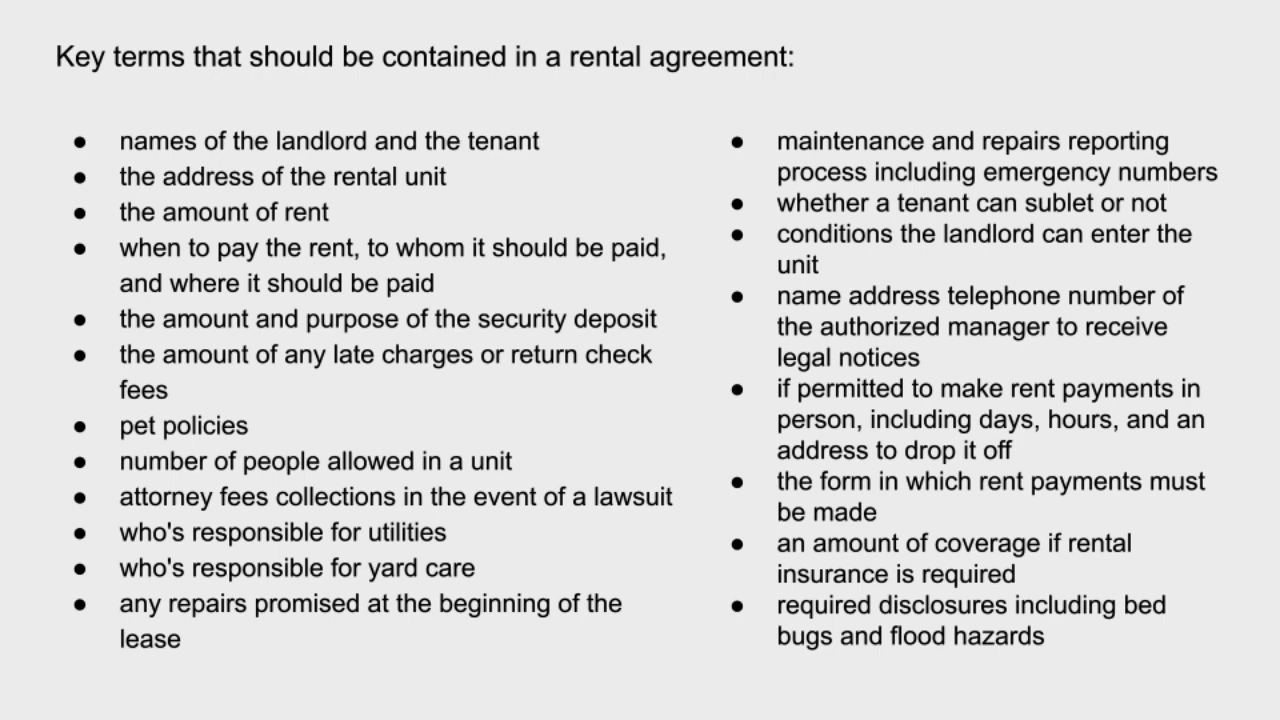 Key terms that should be contained in a rental agreement:
● names of the landlord and the tenant
● the address of the rental unit
● the amount of rent
● when to pay the rent, to whom it should be paid,
and where it should be paid
● the amount and purpose of the security deposit
● the amount of any late charges or return check
fees
● pet policies
● number of people allowed in a unit
● attorney fees collections in the event of a lawsuit
● who's responsible for utilities
● who's responsible for yard care
● any repairs promised at the beginning of the
lease
● maintenance and repairs reporting
process including emergency numbers
● whether a tenant can sublet or not
● conditions the landlord can enter the
unit
● name address telephone number of
the authorized manager to receive
legal notices
● if permitted to make rent payments in
person, including days, hours, and an
address to drop it off
● the form in which rent payments must
be made
● an amount of coverage if rental
insurance is required
● required disclosures including bed
bugs and flood hazards